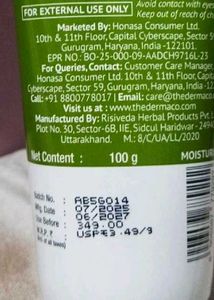 FOR EXTERNAL USE ONLY
Avoid contact with eyes
Keep out of reach of
Marketed By: Honasa Consumer Ltd.
10th & 11th Floor, Capital Cyberscape, Sector 59
Gurugram, Haryana, India -122101.
EPR NO.: BO-25-000-09-AADCH9716L-23
For Queries, Contact: Customer Care Manager
Honasa Consumer Ltd. 10th & 11th Floor, Capital
Cyberscape, Sector 59 Gurugram, Haryana, India
Call: +91 8800778017 | Email: care@thedermaco.com
Visit us at : www.thedermaco.com
Manufactured By: Risiveda Herbal Products Pvt.
Plot No. 30, Sector-6B, IIE, Sidcul Haridwar -249
Uttarakhand. M.L.: 8/C/UA/LL/2020
Net Content : 100 g
MOISTU
Batch No. : AB5G014
Mfg. Date : 07/2025
Use Before : 06/2027
M.R.P. ₹ : 349.00
(Incl. of all taxes) USP₹3.49/g